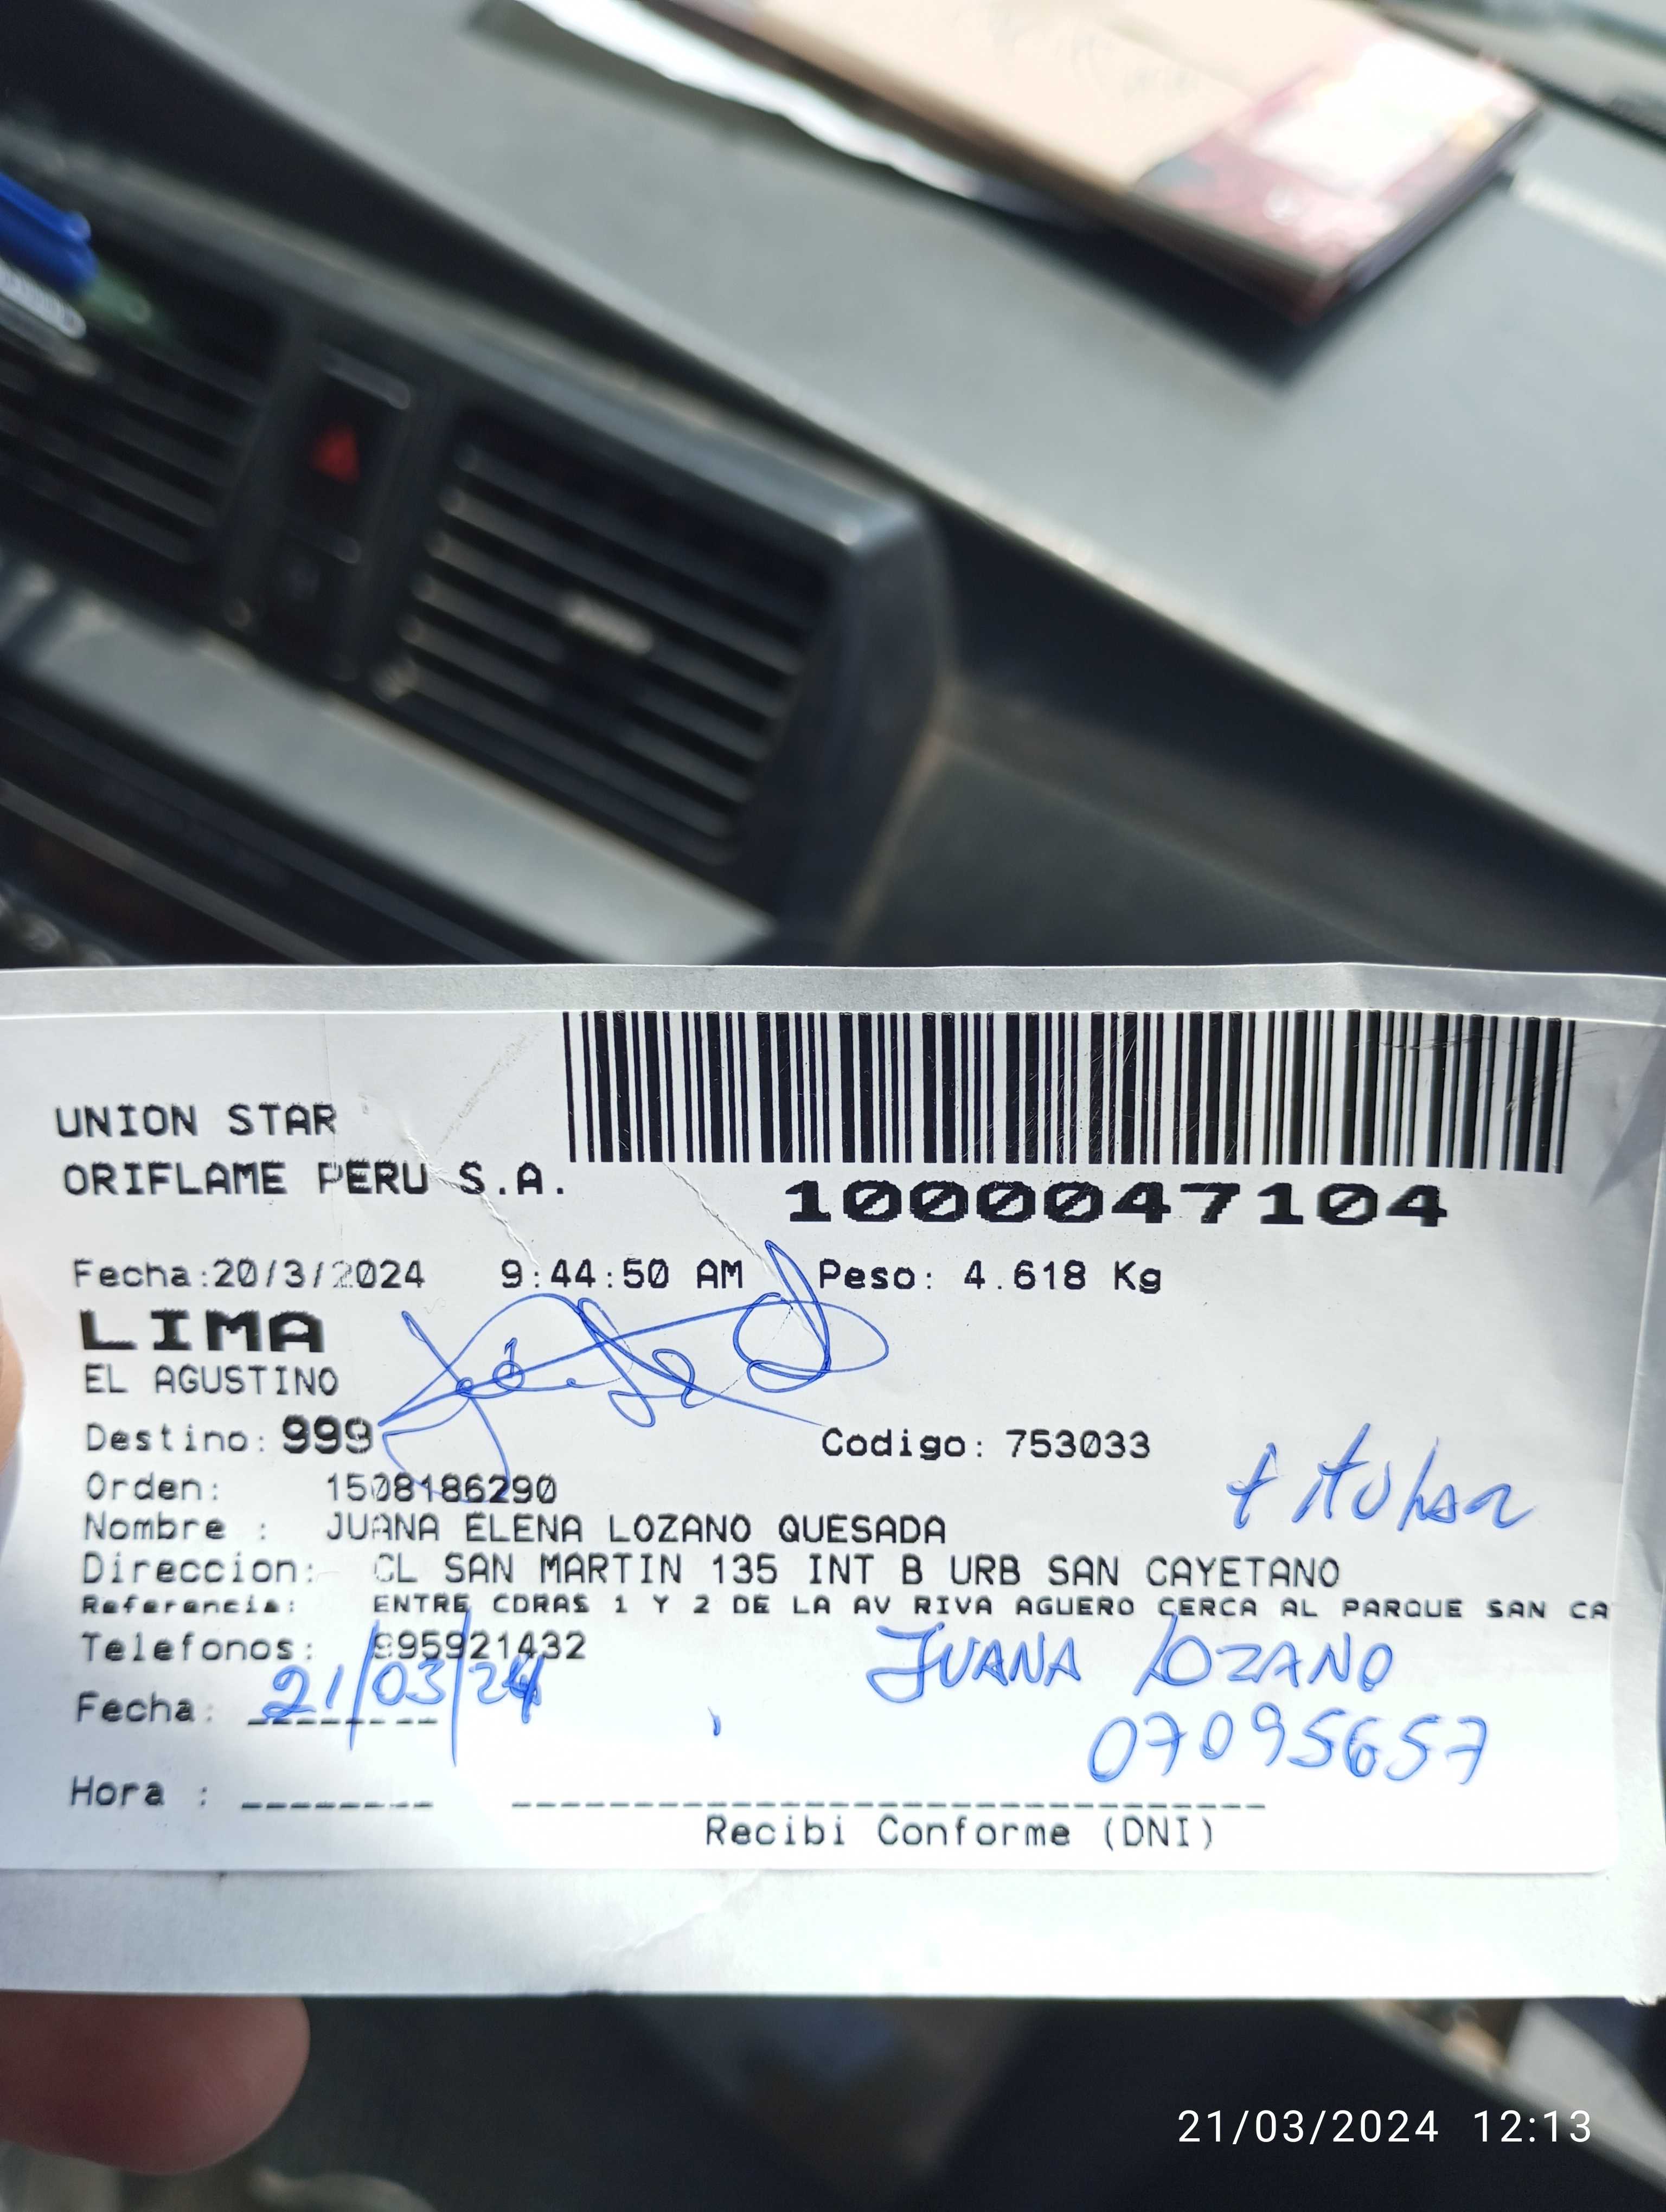 UNION STAR
ORIFLAME PERU S.A.
1000047104
Fecha:20/3/2024 9:44:50 AM Peso: 4.618 Kg
LIMA
EL AGUSTINO
Destino: 999 Codigo: 753033
titular
Orden: 1508186290
Nombre : JUANA ELENA LOZANO QUESADA
Direccion: CL SAN MARTIN 135 INT B URB SAN CAYETANO
Referencia: ENTRE CDRAS 1 Y 2 DE LA AV RIVA AGUERO CERCA AL PARQUE SAN CA
Telefonos: 995921432
JUANA LOZANO
Fecha: 21/03/24
07095657
Hora :
Recibi Conforme (DNI)
21/03/2024 12:13